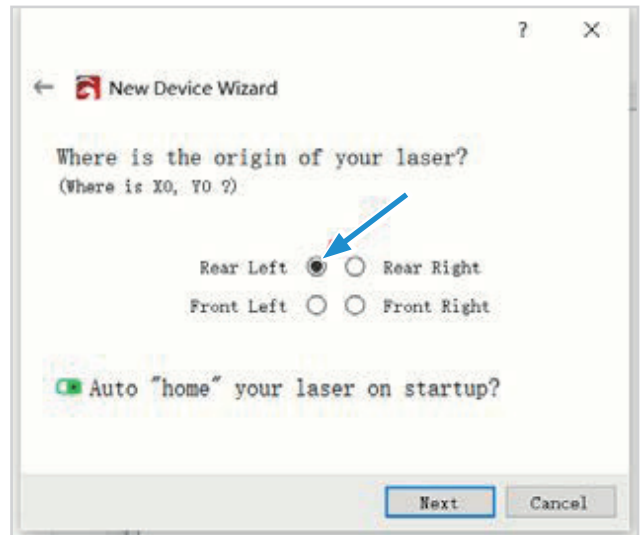 ?
New Device Wizard
Where is the origin of your laser?
(Where is X0, Y0 ?)
Rear Left Rear Right
Front Left Front Right
Auto "home" your laser on startup?
Next Cancel